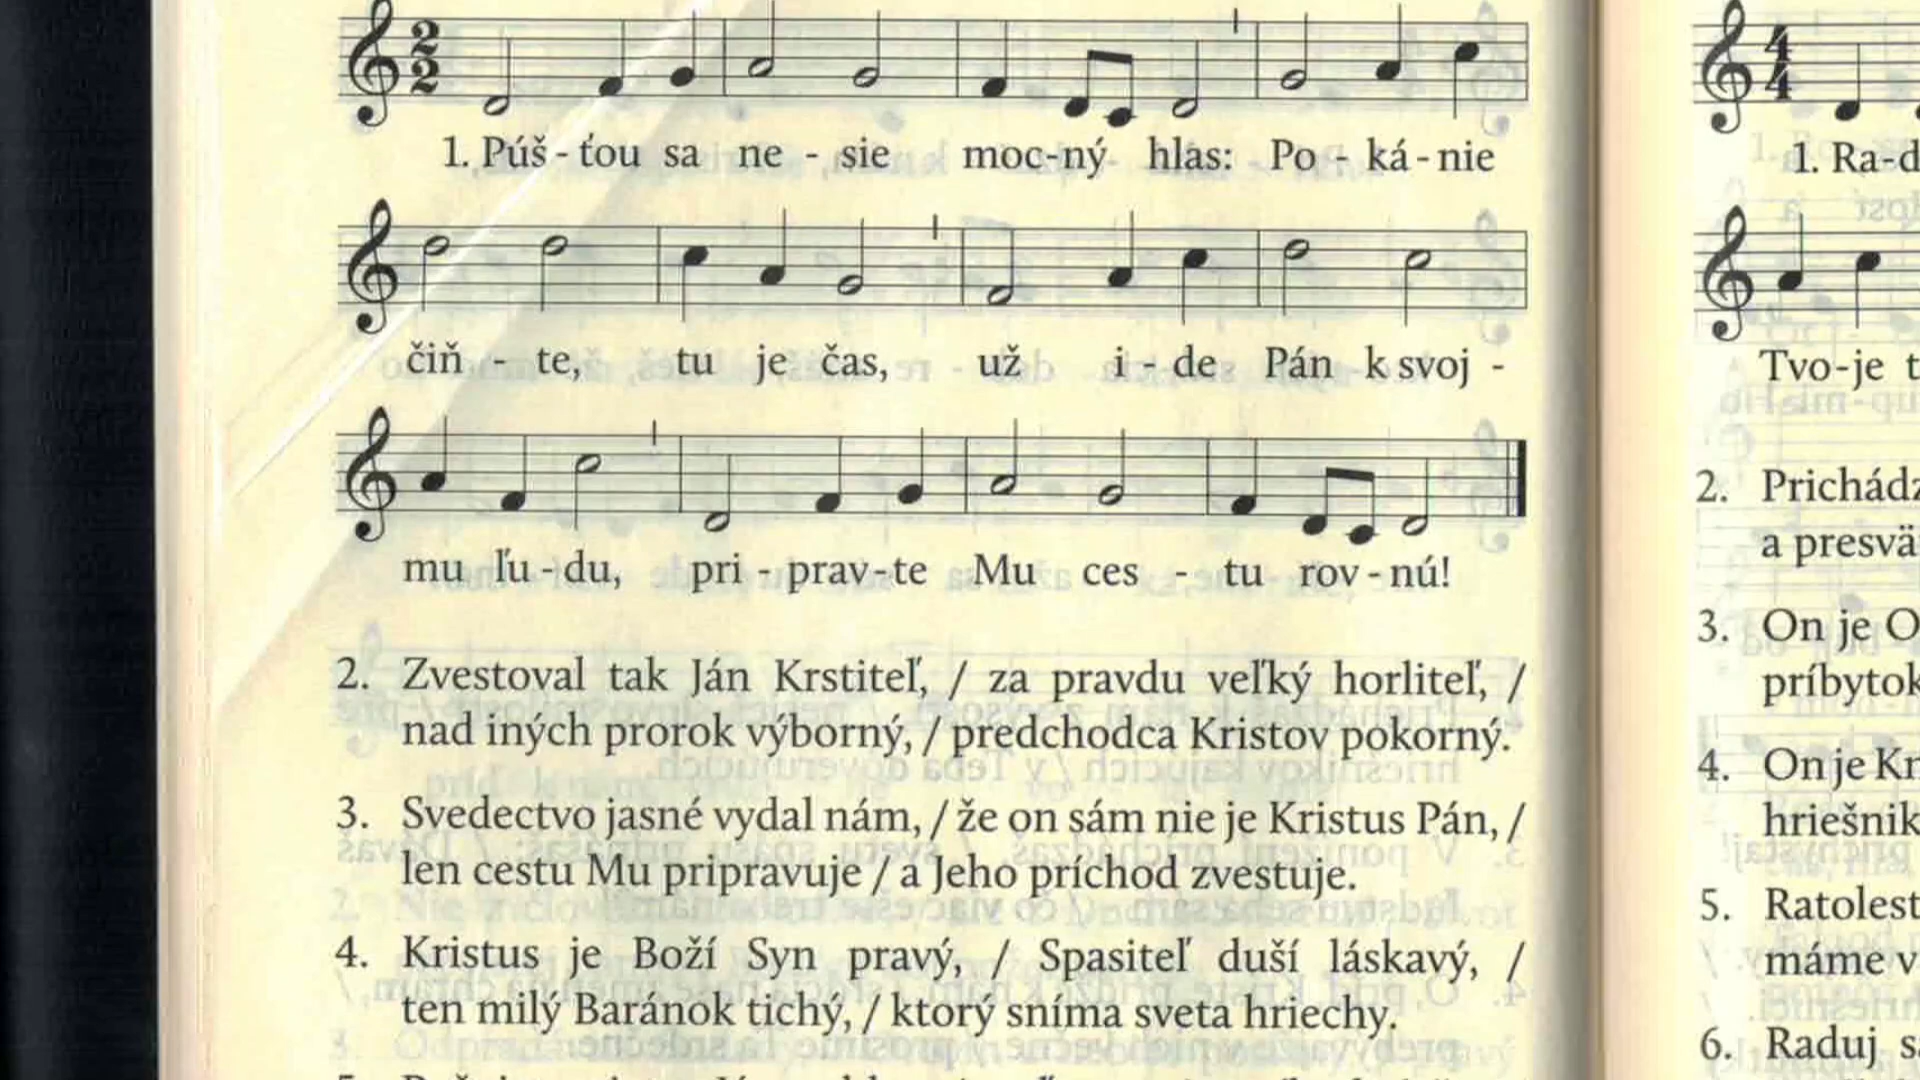 1. Púš - ťou sa ne - sie moc-ný hlas: Po - ká - nie
čiň - te, tu je čas, už i - de Pán k svoj -
mu ľu - du, pri - prav - te Mu ces - tu rov - nú!
2. Zvestoval tak Ján Krstiteľ, / za pravdu veľký horliteľ, /
nad iných prorok výborný, / predchodca Kristov pokorný.
3. Svedectvo jasné vydal nám, / že on sám nie je Kristus Pán, /
len cestu Mu pripravuje / a Jeho príchod zvestuje.
4. Kristus je Boží Syn pravý, / Spasiteľ duší láskavý, /
ten milý Baránok tichý, / ktorý sníma sveta hriechy.
1. Ra-d
Tvo-je t
2. Prichádz
a presvä
3. On je O
príbytok
4. On je Kr
hriešnik
5. Ratolest
máme v
6. Raduj sa